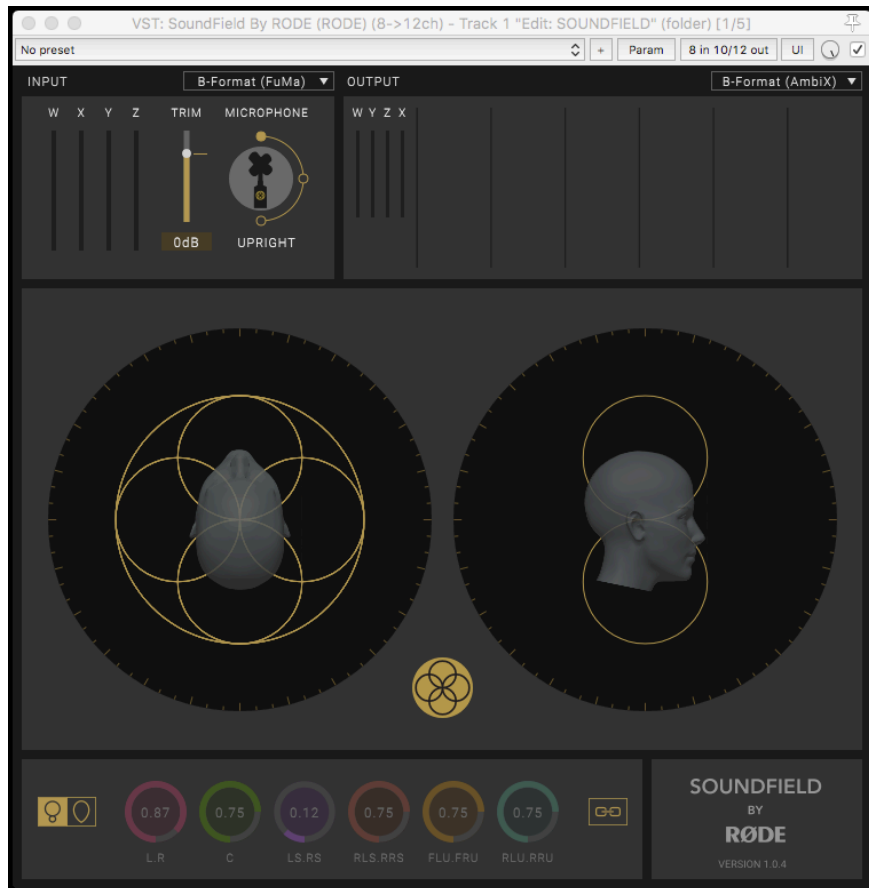 VST: SoundField By RODE (RODE) (8->12ch) - Track 1 "Edit: SOUNDFIELD" (folder) [1/5]
No preset + Param 8 in 10/12 out UI
INPUT B-Format (FuMa) OUTPUT B-Format (AmbiX)
W X Y Z TRIM MICROPHONE W Y Z X
0dB UPRIGHT
0.87 0.75 0.12 0.75 0.75 0.75
L.R C LS.RS RLS.RRS FLU.FRU RLU.RRU
SOUNDFIELD
BY
RØDE
VERSION 1.0.4